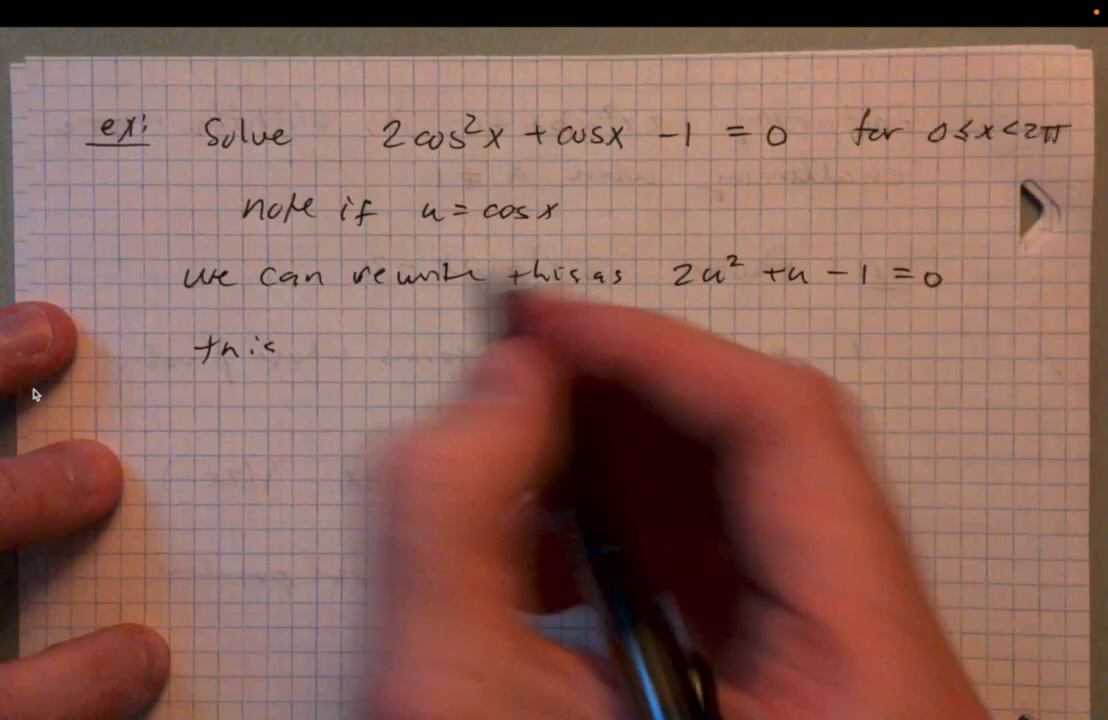 ex: Solve 2cos²x + cosx - 1 = 0 for 0 ≤ x < 2π
note if u = cosx
we can rewrite this as 2u² + u - 1 = 0
this